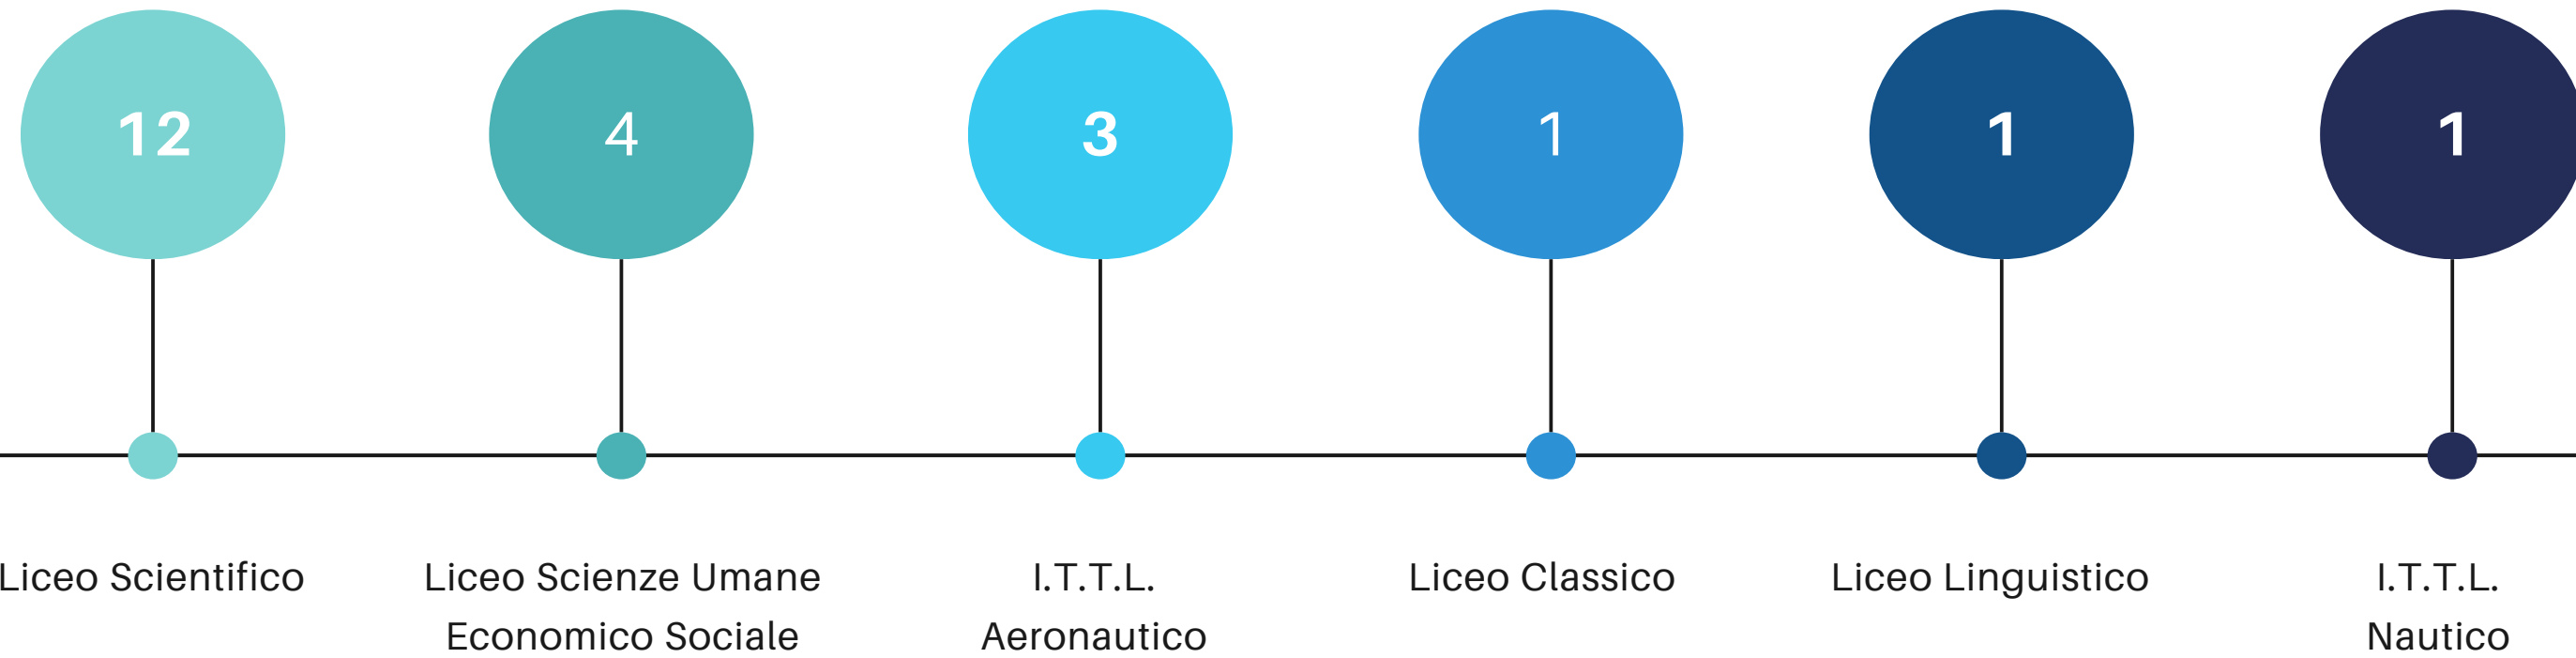 12
4
3
1
1
1
Liceo Scientifico
Liceo Scienze Umane
Economico Sociale
I.T.T.L.
Aeronautico
Liceo Classico
Liceo Linguistico
I.T.T.L.
Nautico